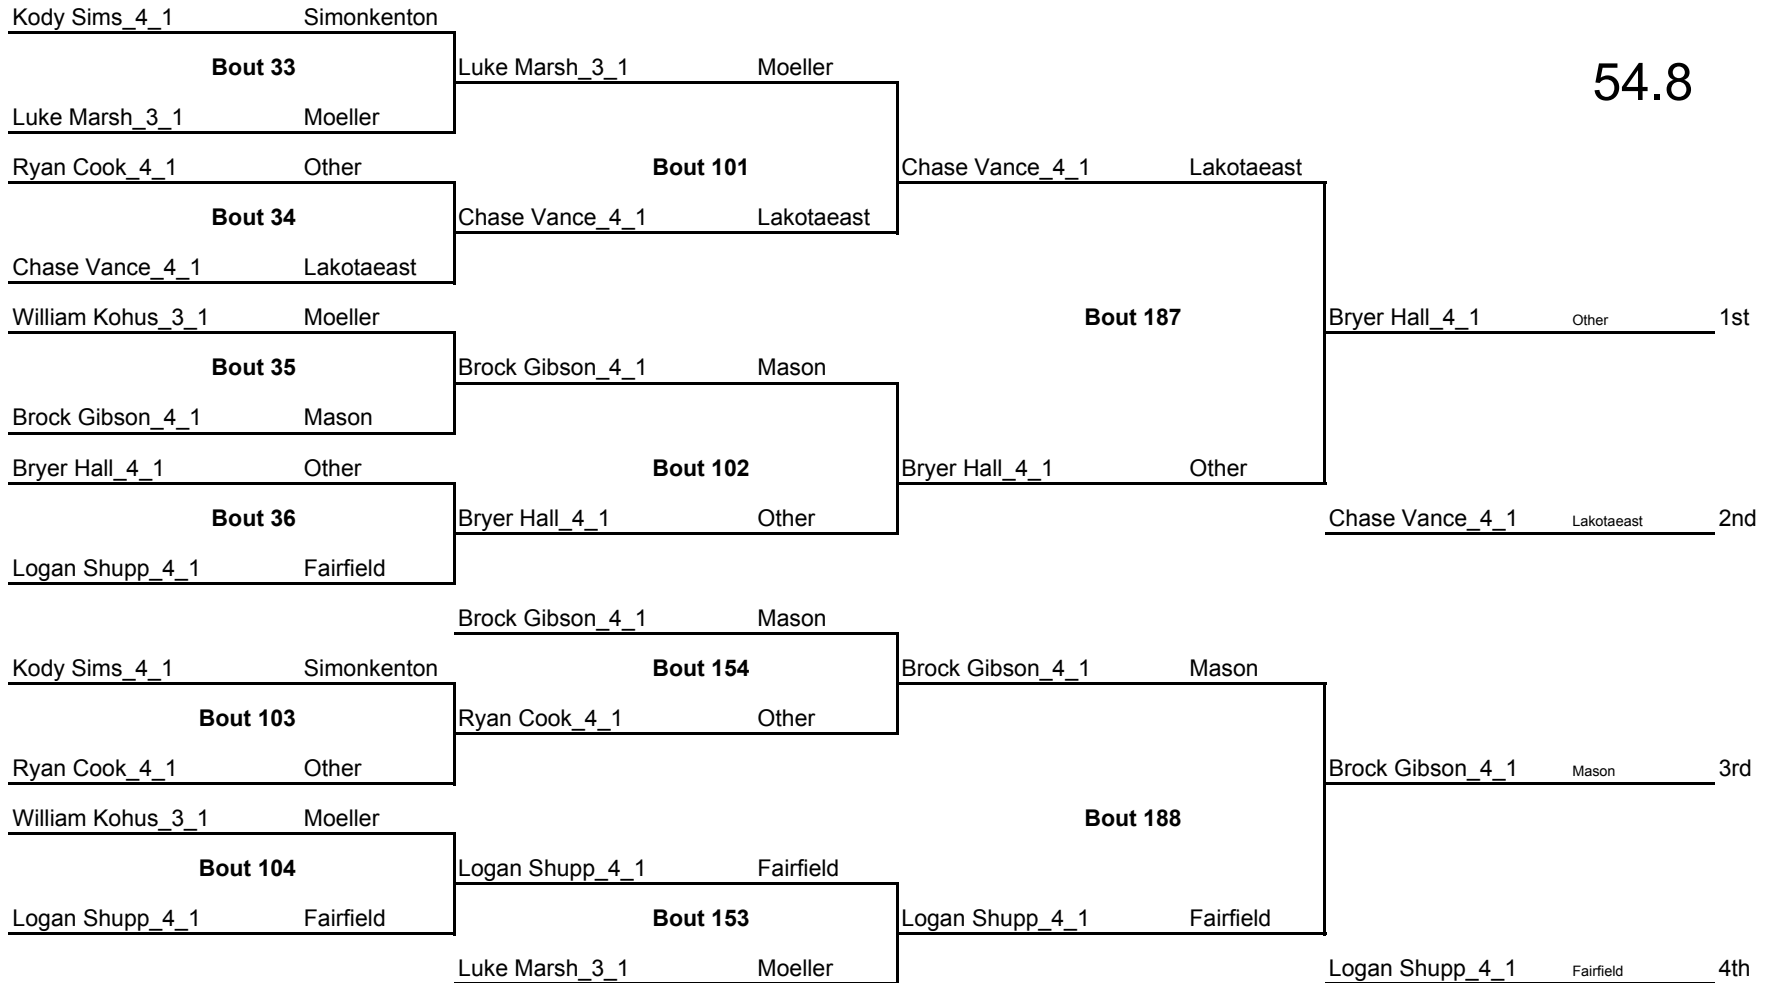 Kody Sims_4_1 Simonkenton
Bout 33 Luke Marsh_3_1 Moeller 54.8
Luke Marsh_3_1 Moeller
Ryan Cook_4_1 Other Bout 101 Chase Vance_4_1 Lakotaeast
Bout 34 Chase Vance_4_1 Lakotaeast
Chase Vance_4_1 Lakotaeast
William Kohus_3_1 Moeller Bout 187 Bryer Hall_4_1 Other 1st
Bout 35 Brock Gibson_4_1 Mason
Brock Gibson_4_1 Mason
Bryer Hall_4_1 Other Bout 102 Bryer Hall_4_1 Other
Bout 36 Bryer Hall_4_1 Other Chase Vance_4_1 Lakotaeast 2nd
Logan Shupp_4_1 Fairfield
Brock Gibson_4_1 Mason
Kody Sims_4_1 Simonkenton Bout 154 Brock Gibson_4_1 Mason
Bout 103 Ryan Cook_4_1 Other
Ryan Cook_4_1 Other Brock Gibson_4_1 Mason 3rd
William Kohus_3_1 Moeller Bout 188
Bout 104 Logan Shupp_4_1 Fairfield
Logan Shupp_4_1 Fairfield Bout 153 Logan Shupp_4_1 Fairfield
Luke Marsh_3_1 Moeller Logan Shupp_4_1 Fairfield 4th